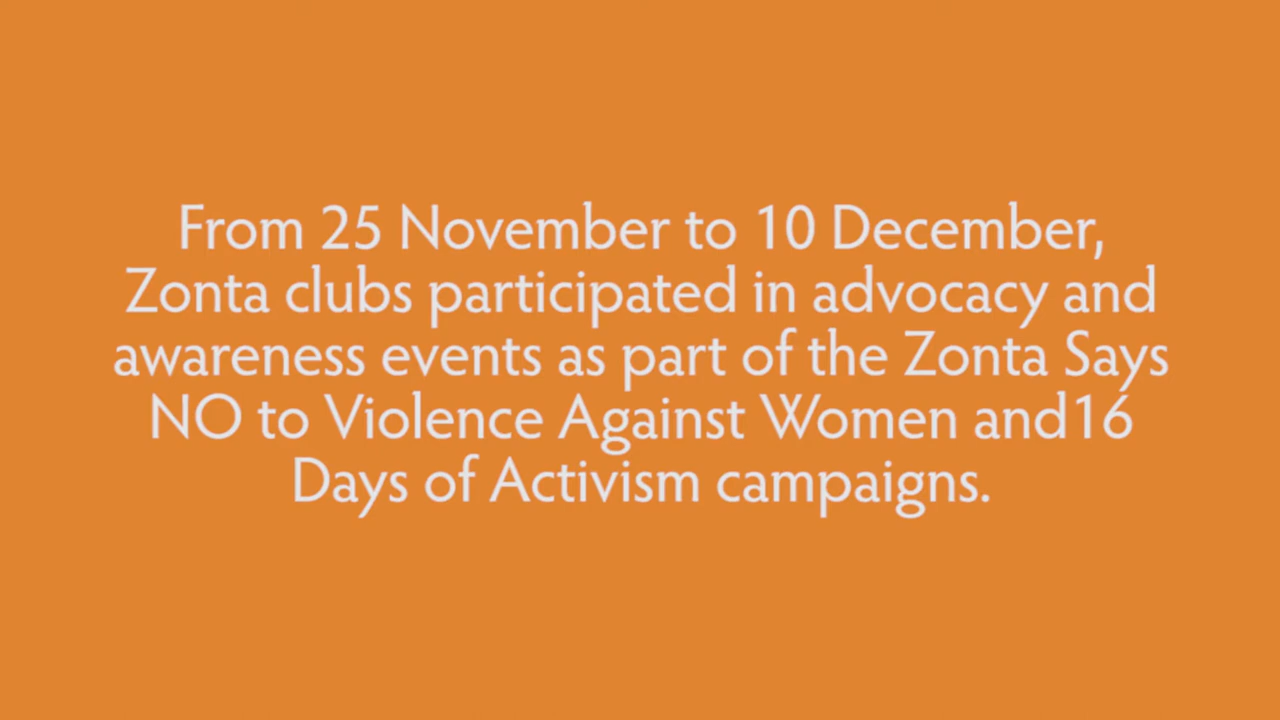 From 25 November to 10 December,
Zonta clubs participated in advocacy and
awareness events as part of the Zonta Says
NO to Violence Against Women and16
Days of Activism campaigns.